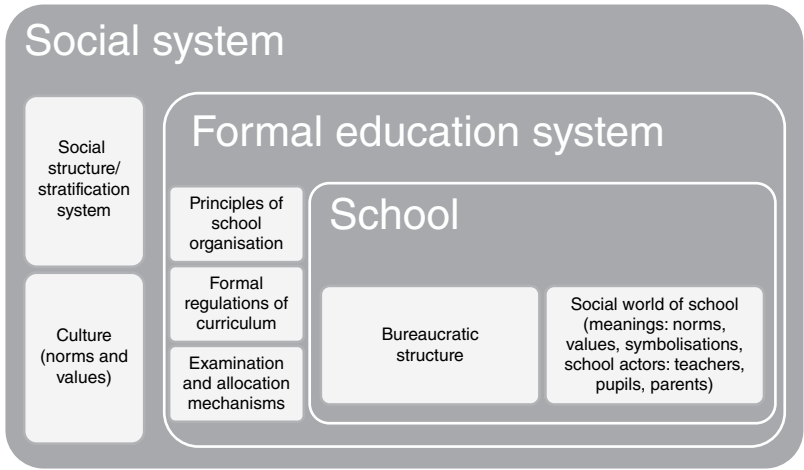 Social system
Social
structure/
stratification
system
Culture
(norms and
values)
Formal education system
Principles of
school
organisation
Formal
regulations of
curriculum
Examination
and allocation
mechanisms
School
Bureaucratic
structure
Social world of school
(meanings: norms,
values, symbolisations,
school actors: teachers,
pupils, parents)